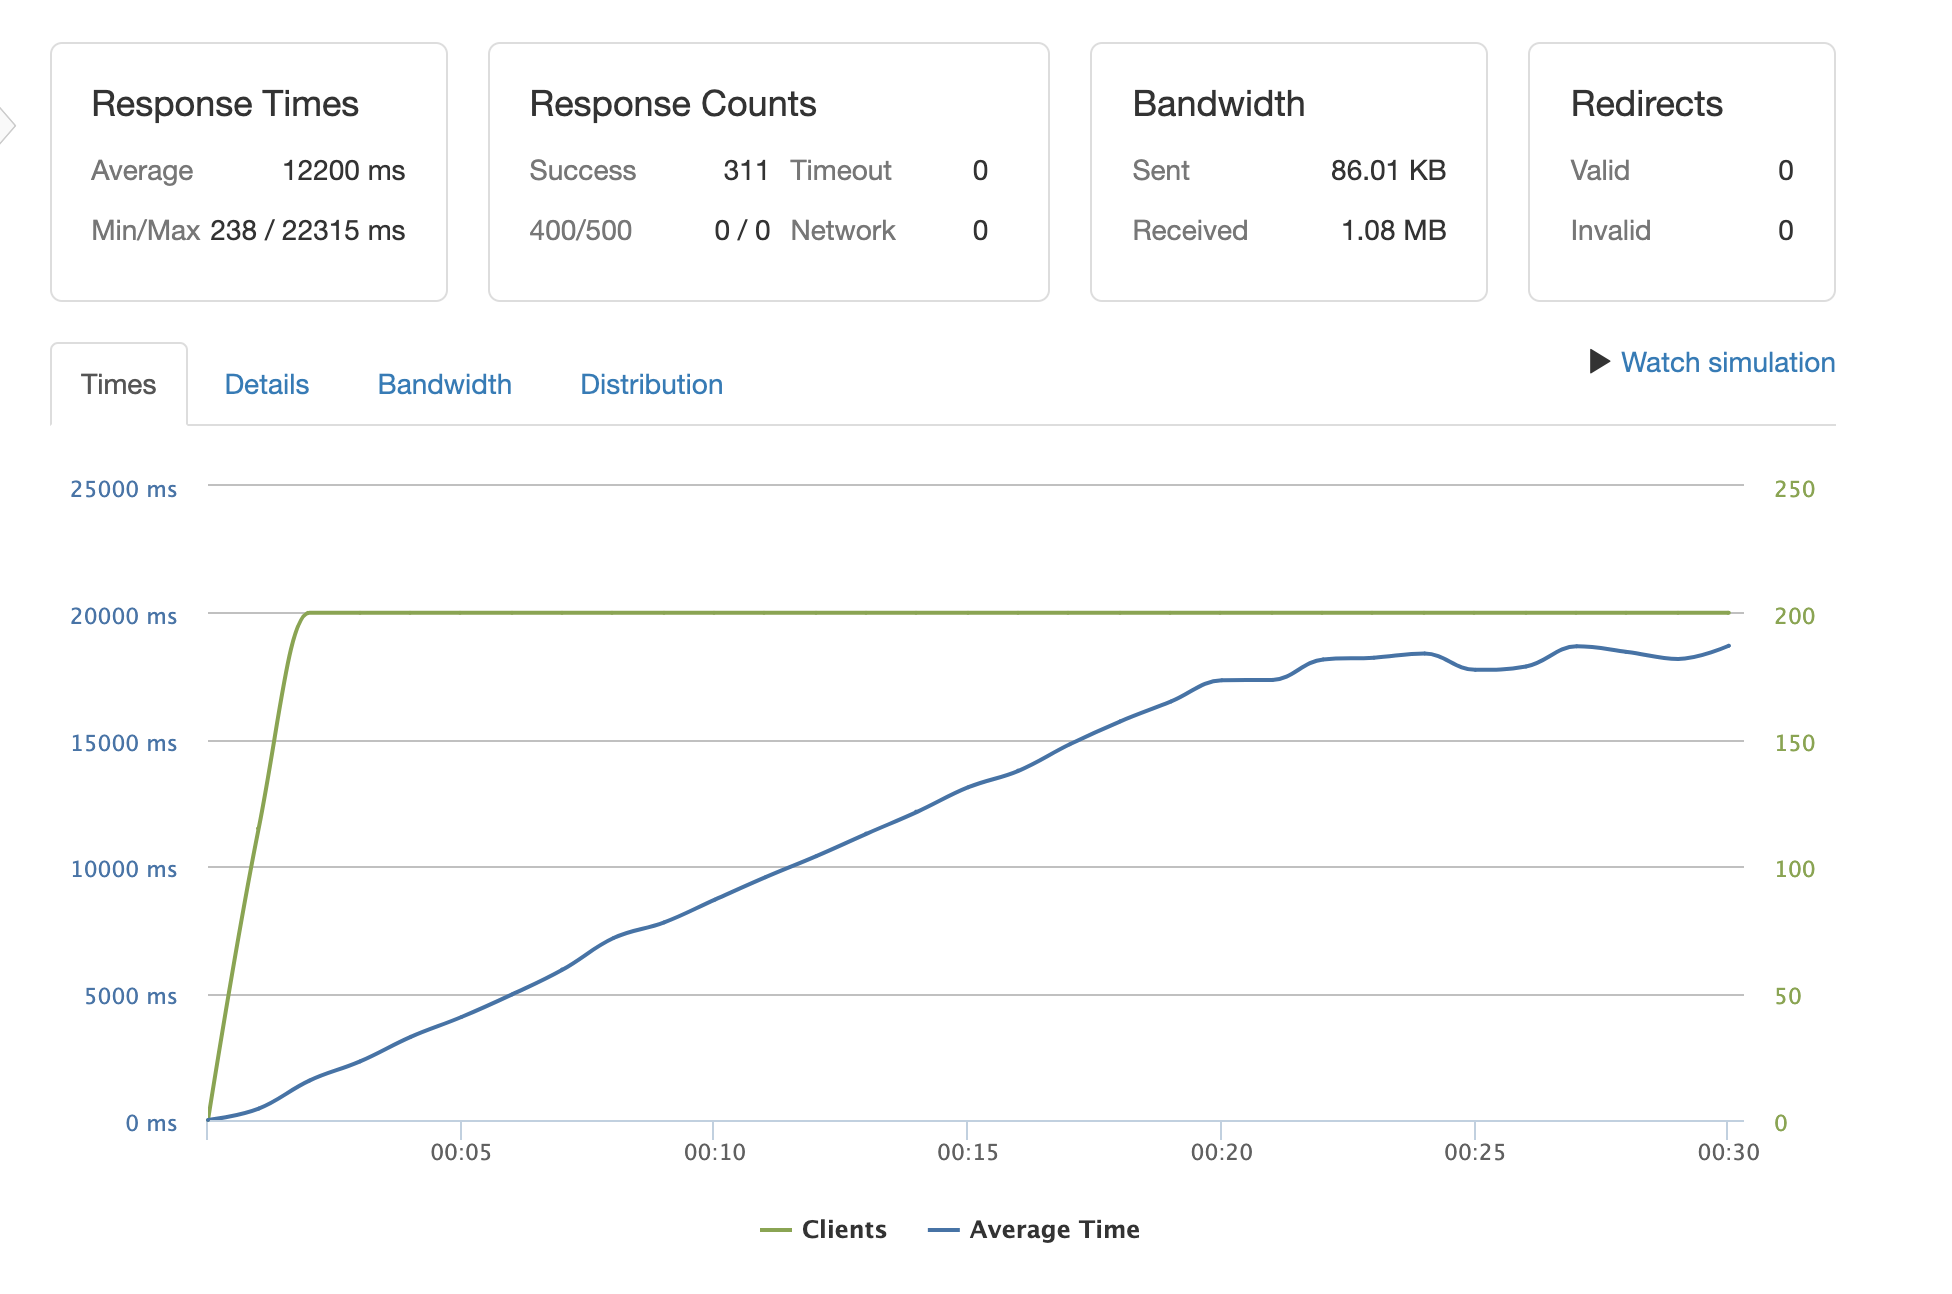 Response Times
Average 12200 ms
Min/Max 238 / 22315 ms
Response Counts
Success 311 Timeout 0
400/500 0 / 0 Network 0
Bandwidth
Sent 86.01 KB
Received 1.08 MB
Redirects
Valid 0
Invalid 0
Times Details Bandwidth Distribution
Watch simulation
25000 ms 250
20000 ms 200
15000 ms 150
10000 ms 100
5000 ms 50
0 ms 0
00:05 00:10 00:15 00:20 00:25 00:30
Clients Average Time